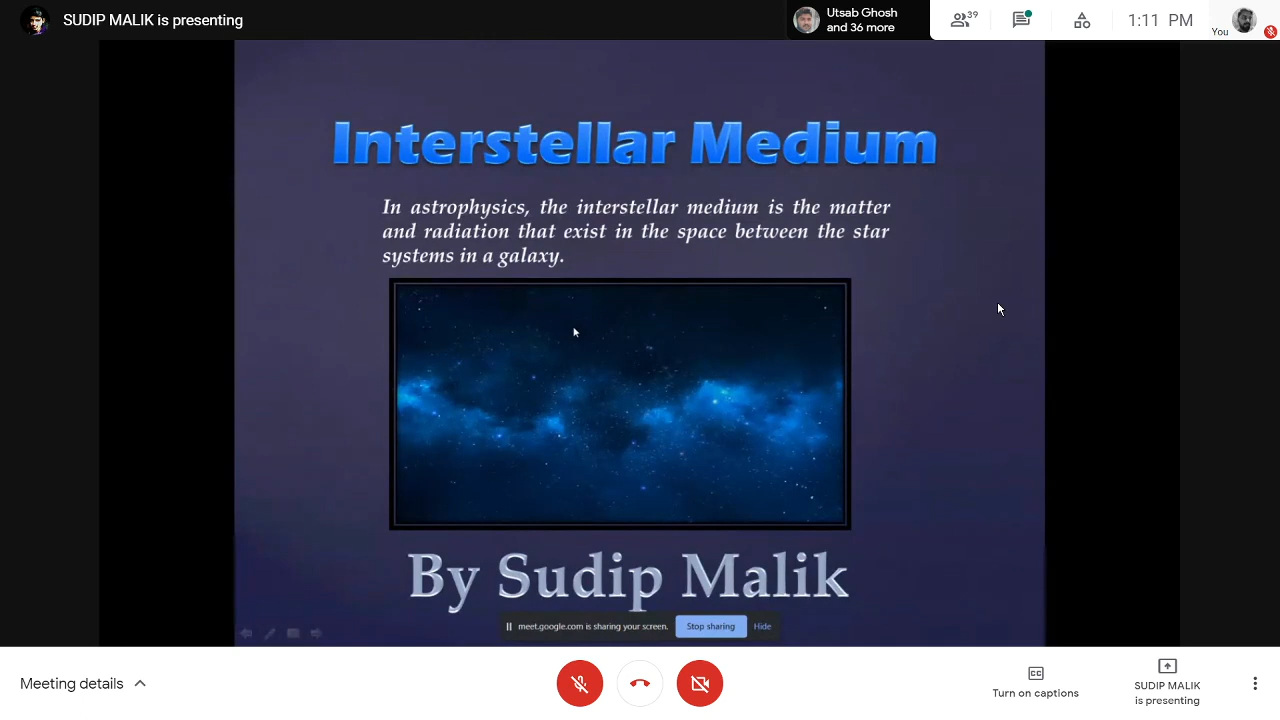 SUDIP MALIK is presenting
Utsab Ghosh
and 36 more
39
1:11 PM
You
Interstellar Medium
In astrophysics, the interstellar medium is the matter
and radiation that exist in the space between the star
systems in a galaxy.
By Sudip Malik
meet.google.com is sharing your screen.
Stop sharing
Hide
Meeting details
CC
Turn on captions
SUDIP MALIK
is presenting